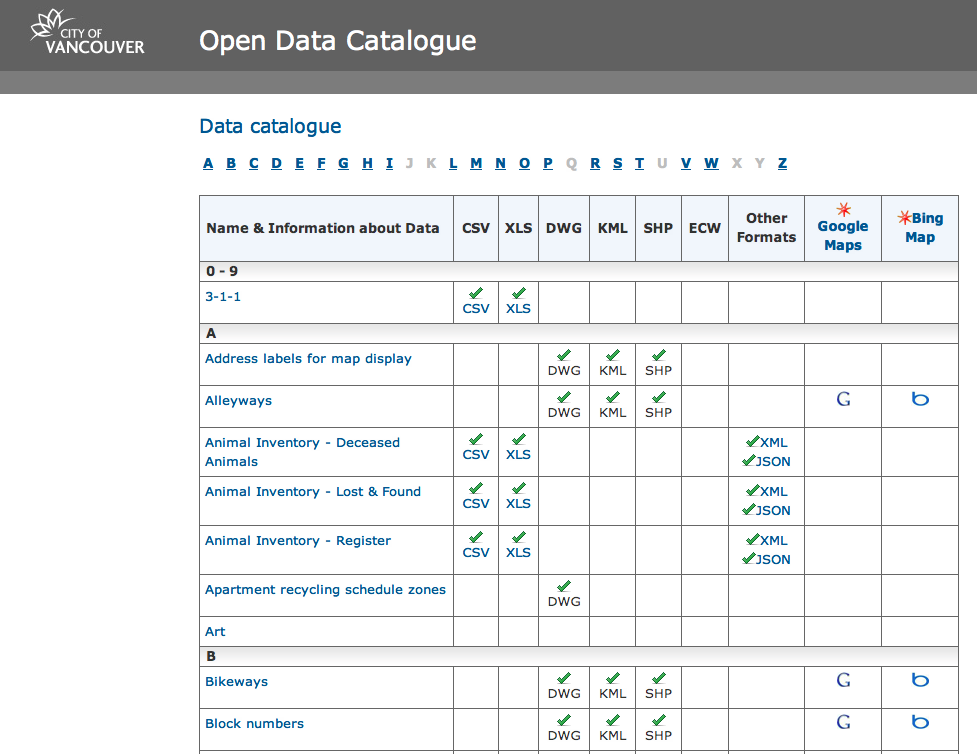 CITY OF
VANCOUVER
Open Data Catalogue
Data catalogue
A B C D E F G H I J K L M N O P Q R S T U V W X Y Z
Name & Information about Data CSV XLS DWG KML SHP ECW Other Formats Google Maps Bing Map
0 - 9
3-1-1 CSV XLS
A
Address labels for map display DWG KML SHP
Alleyways DWG KML SHP G b
Animal Inventory - Deceased
Animals CSV XLS XML
JSON
Animal Inventory - Lost & Found CSV XLS XML
JSON
Animal Inventory - Register CSV XLS XML
JSON
Apartment recycling schedule zones DWG
Art
B
Bikeways DWG KML SHP G b
Block numbers DWG KML SHP G b